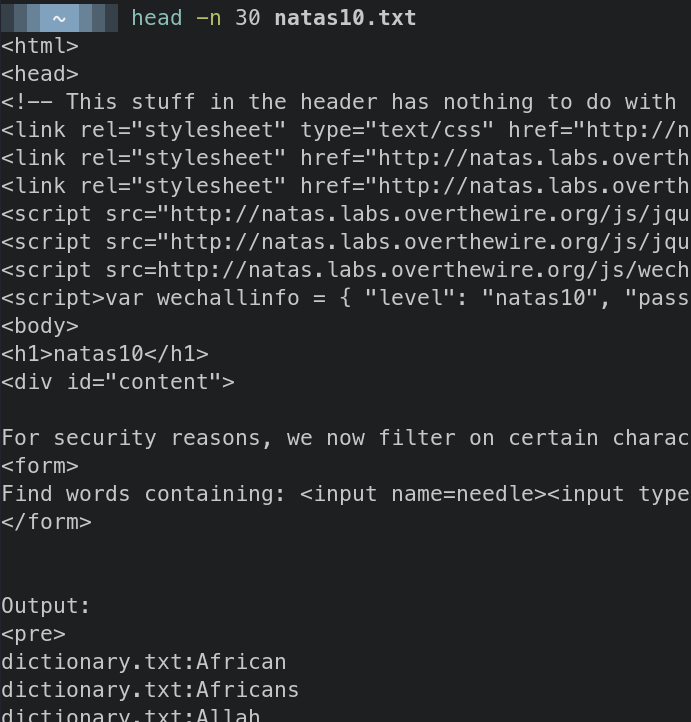 ~ head -n 30 natas10.txt
<html>
<head>
<!-- This stuff in the header has nothing to do with
<link rel="stylesheet" type="text/css" href="http://n
<link rel="stylesheet" href="http://natas.labs.overth
<link rel="stylesheet" href="http://natas.labs.overth
<script src="http://natas.labs.overthewire.org/js/jqu
<script src="http://natas.labs.overthewire.org/js/jqu
<script src=http://natas.labs.overthewire.org/js/wech
<script>var wechallinfo = { "level": "natas10", "pass
<body>
<h1>natas10</h1>
<div id="content">
For security reasons, we now filter on certain charac
<form>
Find words containing: <input name=needle><input type
</form>
Output:
<pre>
dictionary.txt:African
dictionary.txt:Africans
dictionary.txt:Allah